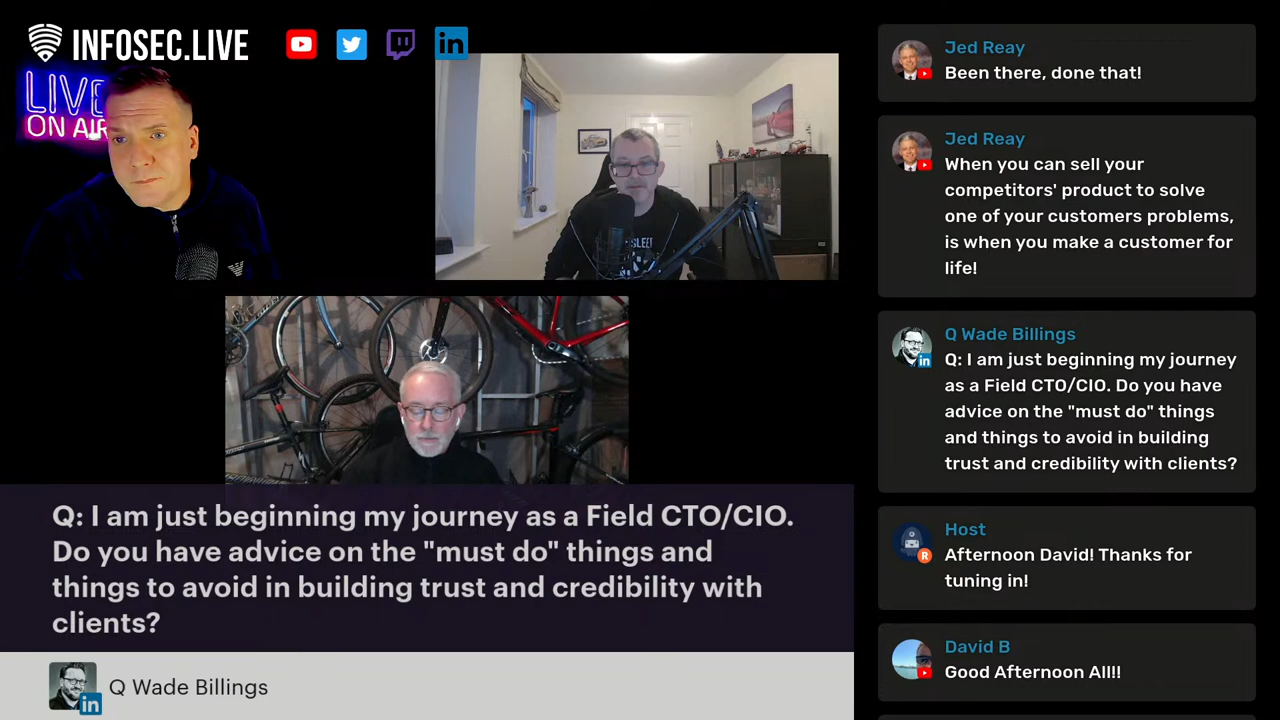 INFOSEC.LIVE
LIVE
ON AIR
Q: I am just beginning my journey as a Field CTO/CIO.
Do you have advice on the "must do" things and
things to avoid in building trust and credibility with
clients?
Q Wade Billings
Jed Reay
Been there, done that!
Jed Reay
When you can sell your
competitors' product to solve
one of your customers problems,
is when you make a customer for
life!
Q Wade Billings
Q: I am just beginning my journey
as a Field CTO/CIO. Do you have
advice on the "must do" things
and things to avoid in building
trust and credibility with clients?
Host
Afternoon David! Thanks for
tuning in!
David B
Good Afternoon All!!